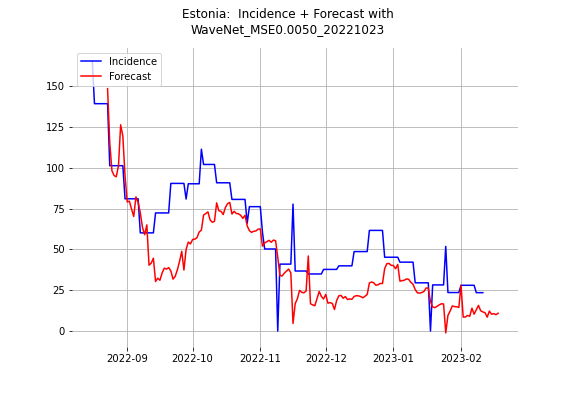 Estonia:  Incidence + Forecast with
WaveNet_MSE0.0050_20221023
Incidence
Forecast
150
125
100
75
50
25
0
2022-09 2022-10 2022-11 2022-12 2023-01 2023-02